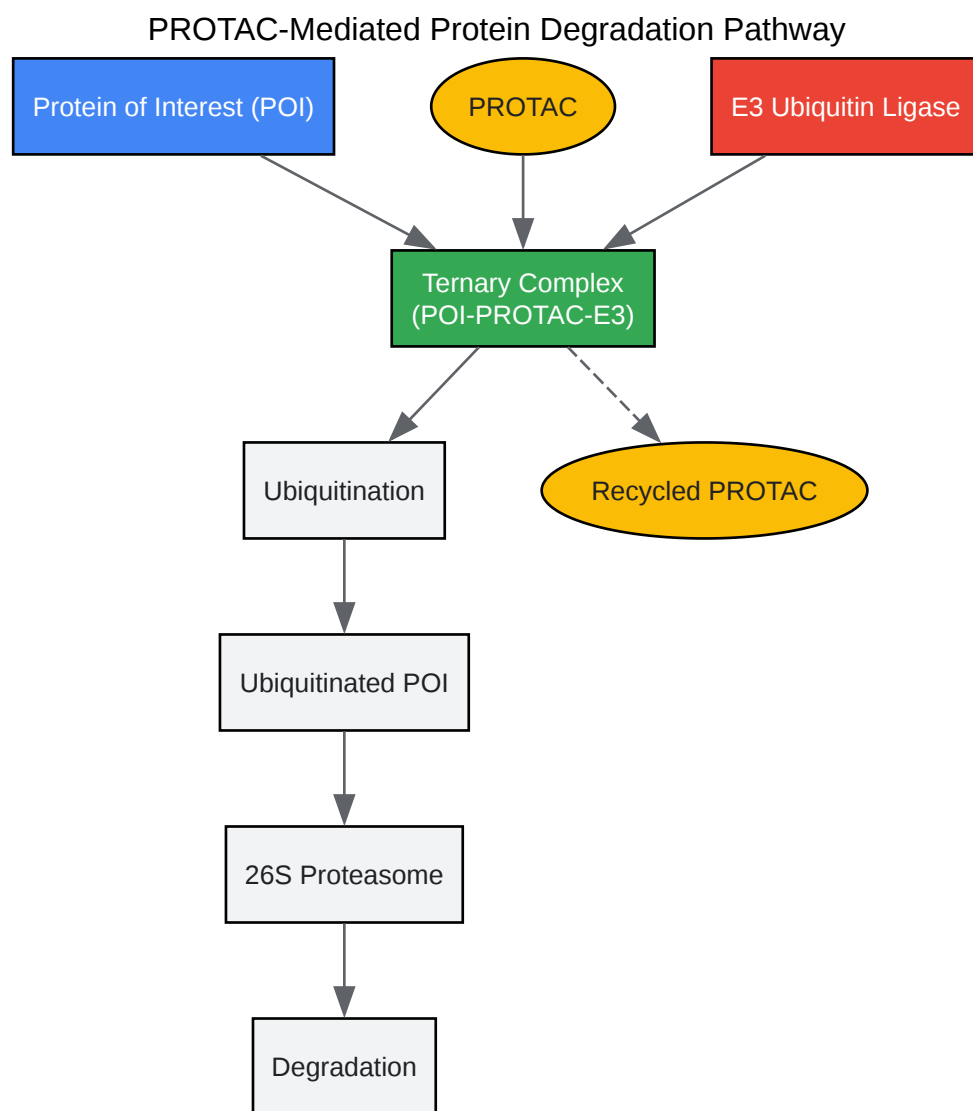 PROTAC-Mediated Protein Degradation Pathway
Protein of Interest (POI)
PROTAC
E3 Ubiquitin Ligase
Ternary Complex
(POI-PROTAC-E3)
Ubiquitination
Recycled PROTAC
Ubiquitinated POI
26S Proteasome
Degradation